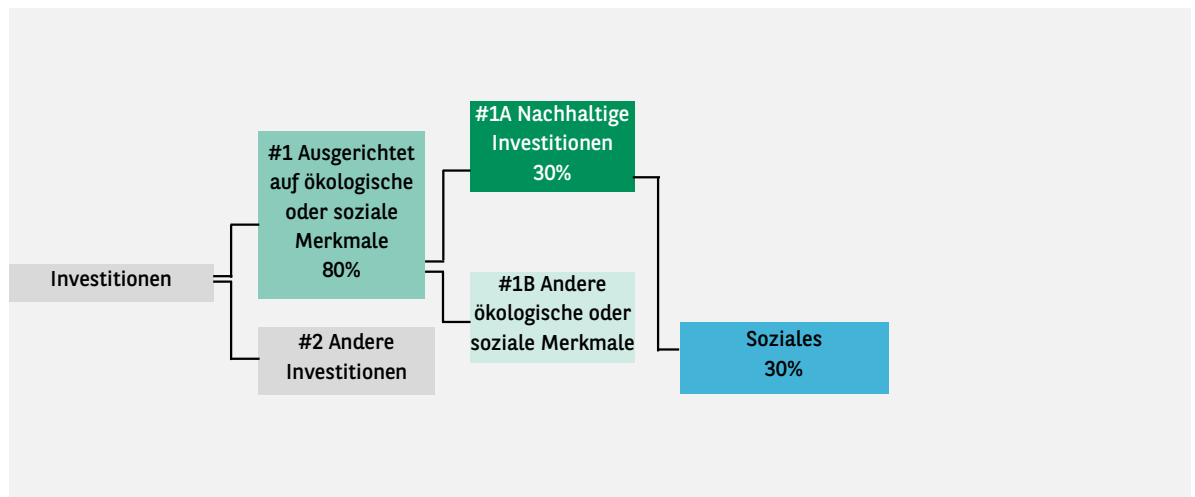 Investitionen
#1 Ausgerichtet
auf ökologische
oder soziale
Merkmale
80%
#2 Andere
Investitionen
#1A Nachhaltige
Investitionen
30%
#1B Andere
ökologische oder
soziale Merkmale
Soziales
30%